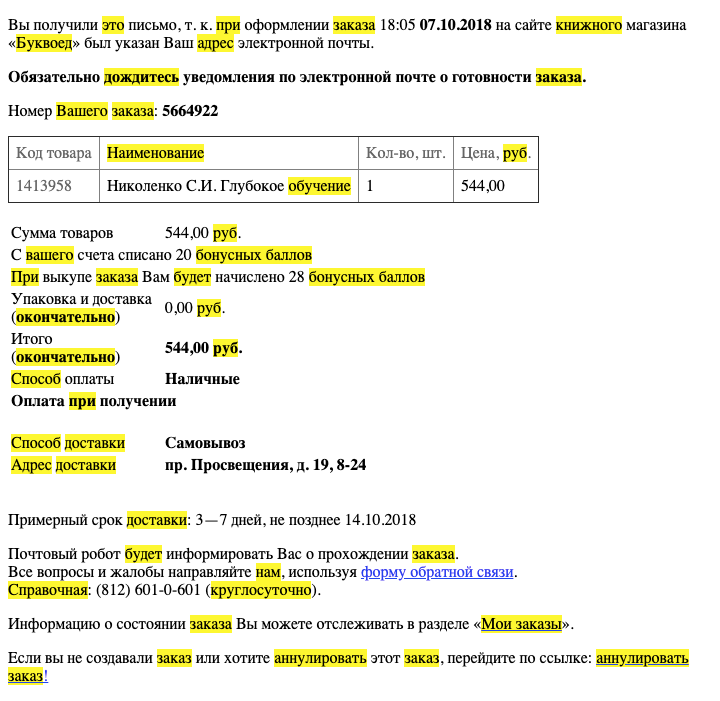 Вы получили это письмо, т. к. при оформлении заказа 18:05 07.10.2018 на сайте книжного магазина
«Буквоед» был указан Ваш адрес электронной почты.
Обязательно дождитесь уведомления по электронной почте о готовности заказа.
Номер Вашего заказа: 5664922
Код товара Наименование Кол-во, шт. Цена, руб.
1413958 Николенко С.И. Глубокое обучение 1 544,00
Сумма товаров 544,00 руб.
С вашего счета списано 20 бонусных баллов
При выкупе заказа Вам будет начислено 28 бонусных баллов
Упаковка и доставка
(окончательно) 0,00 руб.
Итого
(окончательно) 544,00 руб.
Способ оплаты Наличные
Оплата при получении
Способ доставки Самовывоз
Адрес доставки пр. Просвещения, д. 19, 8-24
Примерный срок доставки: 3—7 дней, не позднее 14.10.2018
Почтовый робот будет информировать Вас о прохождении заказа.
Все вопросы и жалобы направляйте нам, используя форму обратной связи.
Справочная: (812) 601-0-601 (круглосуточно).
Информацию о состоянии заказа Вы можете отслеживать в разделе «Мои заказы».
Если вы не создавали заказ или хотите аннулировать этот заказ, перейдите по ссылке: аннулировать
заказ!